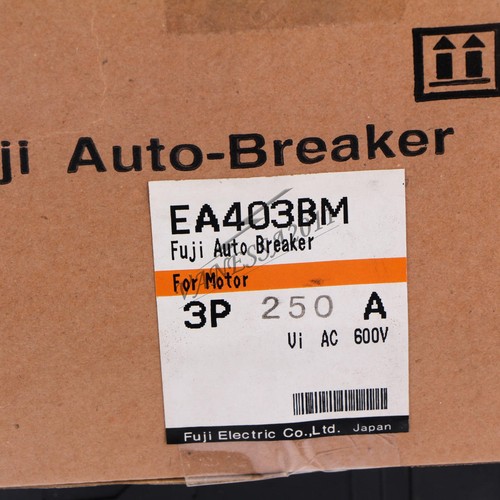 ji Auto-Breaker
EA403BM
Fuji Auto Breaker
VANESSA2011
For Motor
3P 250 A
Ui AC 600V
Fuji Electric Co.,Ltd. Japan